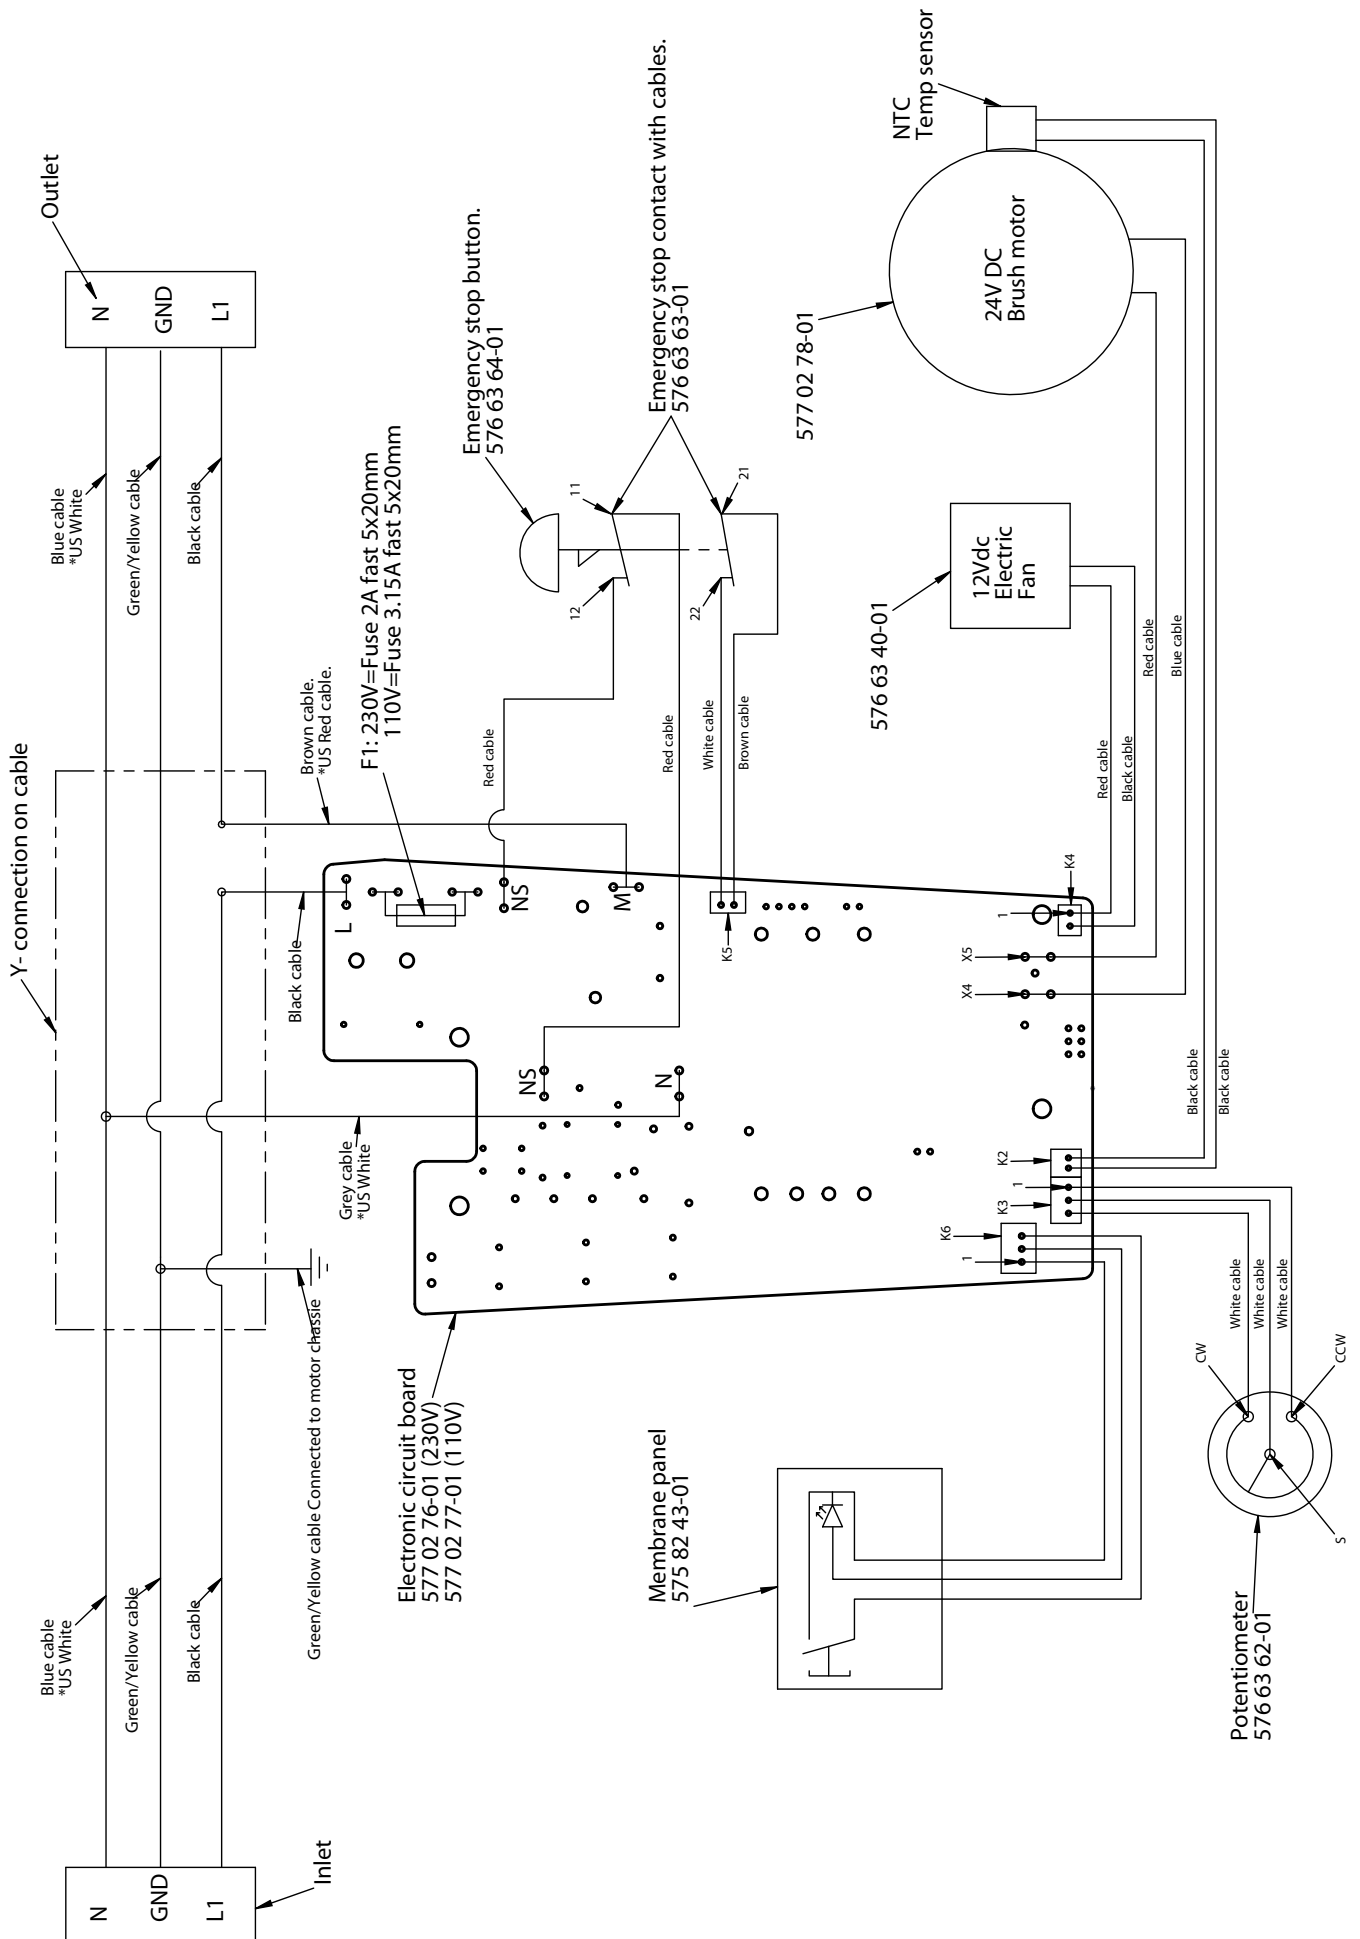 Inlet
N
GND
L1
Blue cable
*US White
Green/Yellow cable
Black cable
Y- connection on cable
Green/Yellow cable Connected to motor chassie
Grey cable
*US White
Black cable
Brown cable.
*US Red cable.
Blue cable
*US White
Green/Yellow cable
Black cable
Outlet
N
GND
L1
F1: 230V=Fuse 2A fast 5x20mm
110V=Fuse 3.15A fast 5x20mm
Emergency stop button.
576 63 64-01
Emergency stop contact with cables.
576 63 63-01
12
11
22
21
Red cable
Red cable
White cable
Brown cable
L
NS
M
NS
N
K5
Electronic circuit board
577 02 76-01 (230V)
577 02 77-01 (110V)
Membrane panel
575 82 43-01
K6
1
K3
1
K2
X4
X5
1
K4
576 63 40-01
12Vdc
Electric
Fan
577 02 78-01
24V DC
Brush motor
NTC
Temp sensor
Red cable
Black cable
Red cable
Blue cable
Black cable
Black cable
White cable
White cable
White cable
CW
CCW
S
Potentiometer
576 63 62-01